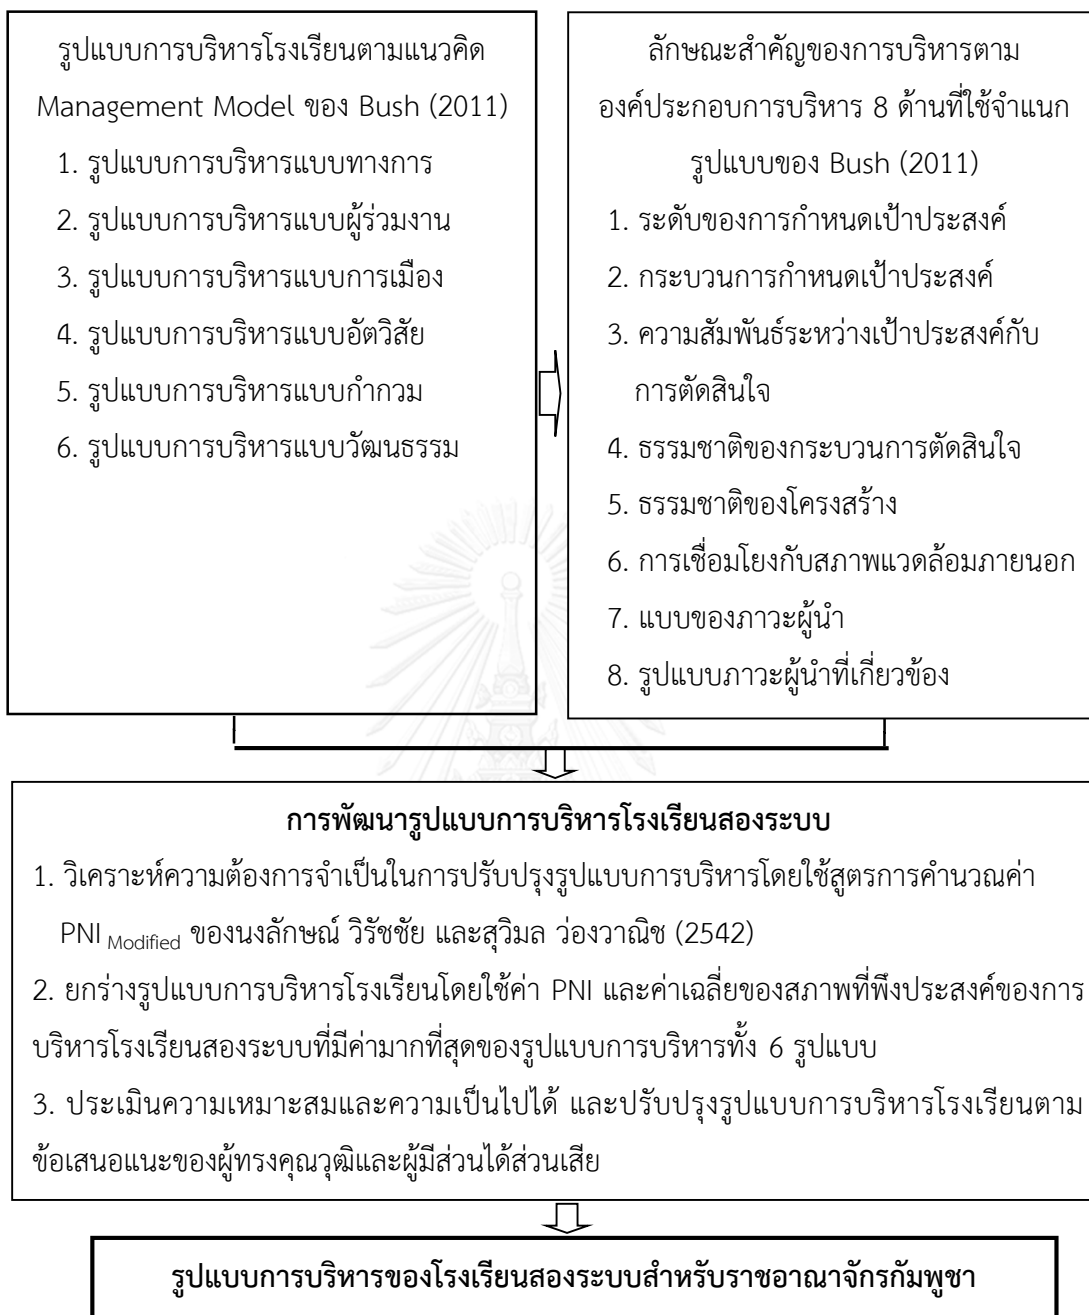 รูปแบบการบริหารโรงเรียนตามแนวคิด
Management Model ของ Bush (2011)
1. รูปแบบการบริหารแบบทางการ
2. รูปแบบการบริหารแบบผู้ร่วมงาน
3. รูปแบบการบริหารแบบการเมือง
4. รูปแบบการบริหารแบบอัตวิสัย
5. รูปแบบการบริหารแบบกำกวม
6. รูปแบบการบริหารแบบวัฒนธรรม
ลักษณะสำคัญของการบริหารตาม
องค์ประกอบการบริหาร 8 ด้านที่ใช้จำแนก
รูปแบบของ Bush (2011)
1. ระดับของการกำหนดเป้าประสงค์
2. กระบวนการกำหนดเป้าประสงค์
3. ความสัมพันธ์ระหว่างเป้าประสงค์กับ
การตัดสินใจ
4. ธรรมชาติของกระบวนการตัดสินใจ
5. ธรรมชาติของโครงสร้าง
6. การเชื่อมโยงกับสภาพแวดล้อมภายนอก
7. แบบของภาวะผู้นำ
8. รูปแบบภาวะผู้นำที่เกี่ยวข้อง
การพัฒนารูปแบบการบริหารโรงเรียนสองระบบ
1. วิเคราะห์ความต้องการจำเป็นในการปรับปรุงรูปแบบการบริหารโดยใช้สูตรการคำนวณค่า
PNI Modified ของนงลักษณ์ วิรัชชัย และสุวิมล ว่องวาณิช (2542)
2. ยกร่างรูปแบบการบริหารโรงเรียนโดยใช้ค่า PNI และค่าเฉลี่ยของสภาพที่พึงประสงค์ของการ
บริหารโรงเรียนสองระบบที่มีค่ามากที่สุดของรูปแบบการบริหารทั้ง 6 รูปแบบ
3. ประเมินความเหมาะสมและความเป็นไปได้ และปรับปรุงรูปแบบการบริหารโรงเรียนตาม
ข้อเสนอแนะของผู้ทรงคุณวุฒิและผู้มีส่วนได้ส่วนเสีย
รูปแบบการบริหารของโรงเรียนสองระบบสำหรับราชอาณาจักรกัมพูชา